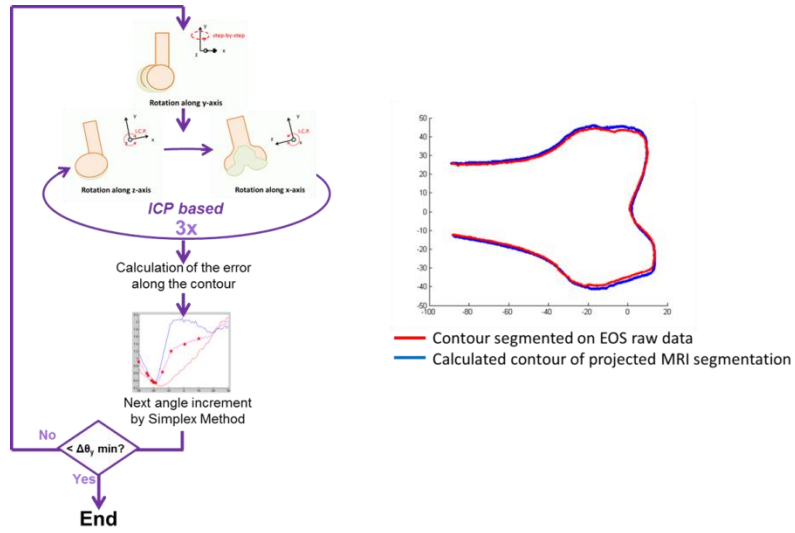 y
step-by-step
z
x
Rotation along y-axis
y
I.C.P.
x
Rotation along z-axis
y
I.C.P.
z
Rotation along x-axis
ICP based
3x
Calculation of the error
along the contour
Next angle increment
by Simplex Method
No
< Δθy min?
Yes
End
50
40
30
20
10
0
-10
-20
-30
-40
-50
-100
-80
-60
-40
-20
0
20
Contour segmented on EOS raw data
Calculated contour of projected MRI segmentation